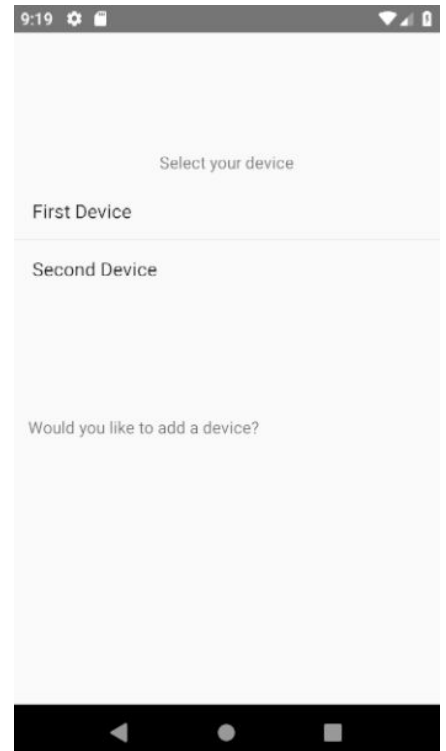 9:19
Select your device
First Device
Second Device
Would you like to add a device?